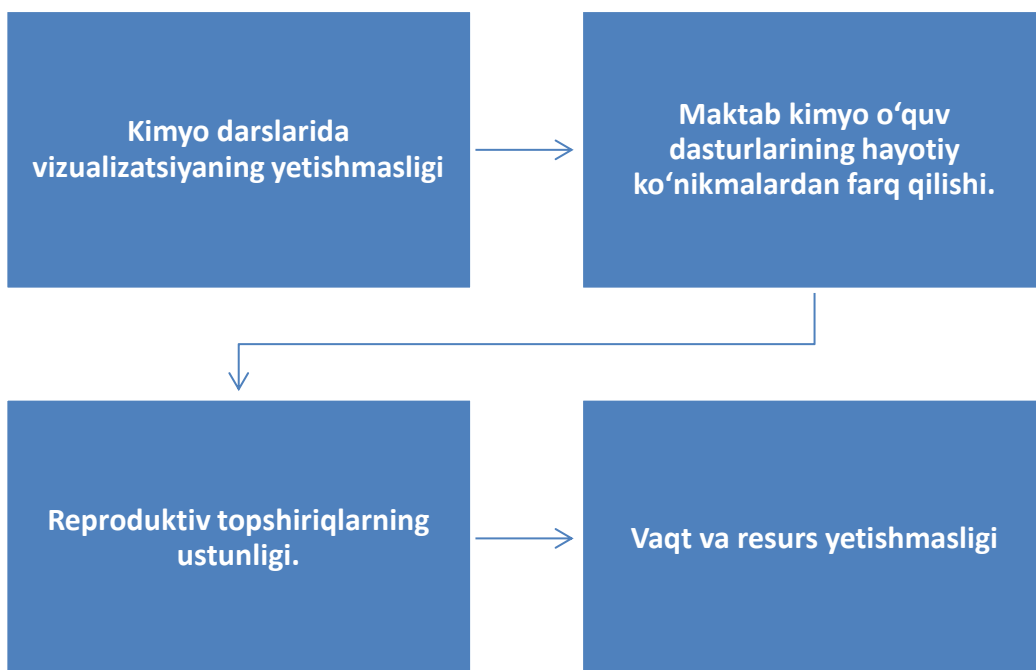 Kimyo darslarida
vizualizatsiyaning yetishmasligi
Maktab kimyo o‘quv
dasturlarining hayotiy
ko‘nikmalardan farq qilishi.
Reproduktiv topshiriqlarning
ustunligi.
Vaqt va resurs yetishmasligi